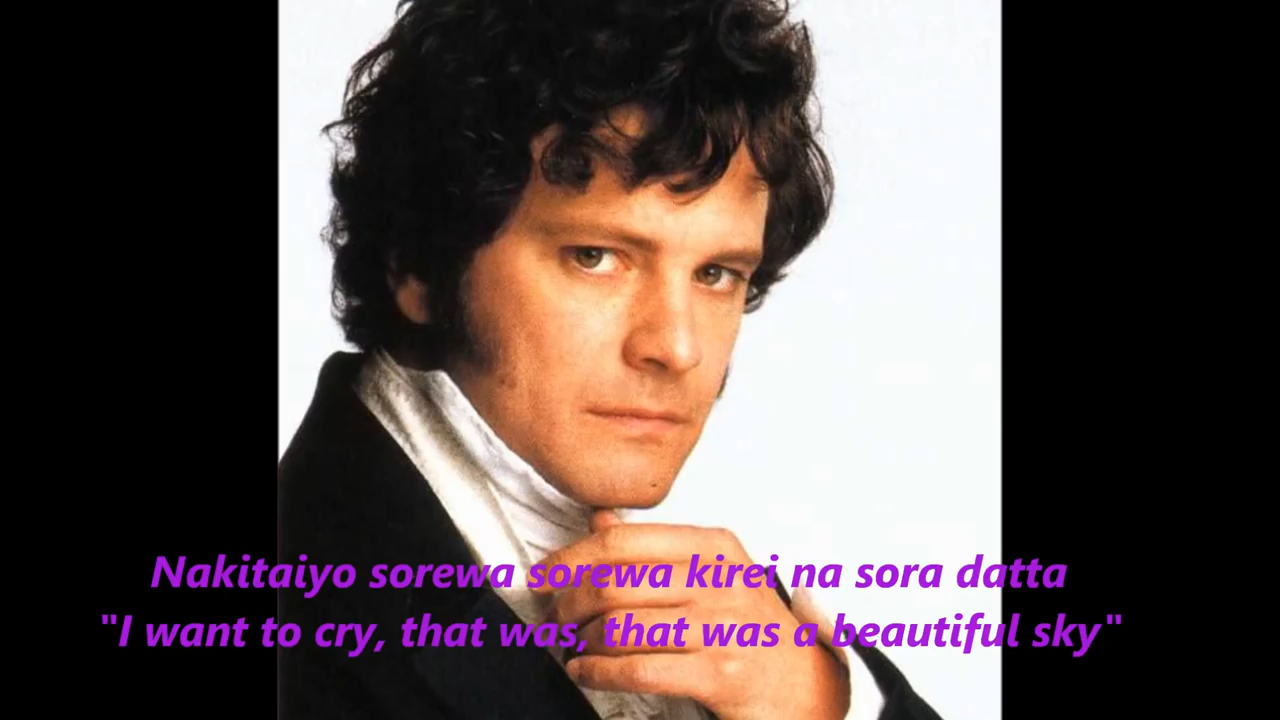 Nakitaiyo sorewa sorewa kirei na sora datta
"I want to cry, that was, that was a beautiful sky"